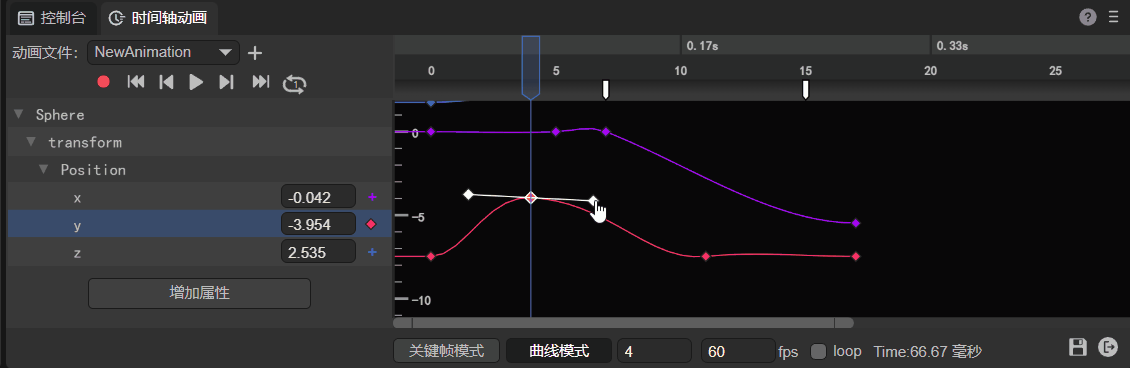 控制台 时间轴动画 ?
动画文件: NewAnimation
0. 17s 0. 33s
0 5 10 15 20 25
1
Sphere
transform
Position
x -0.042
y -3.954
z 2.535
增加属性
0
-5
-10
关键帧模式 曲线模式 4 60 fps loop Time:66.67 毫秒